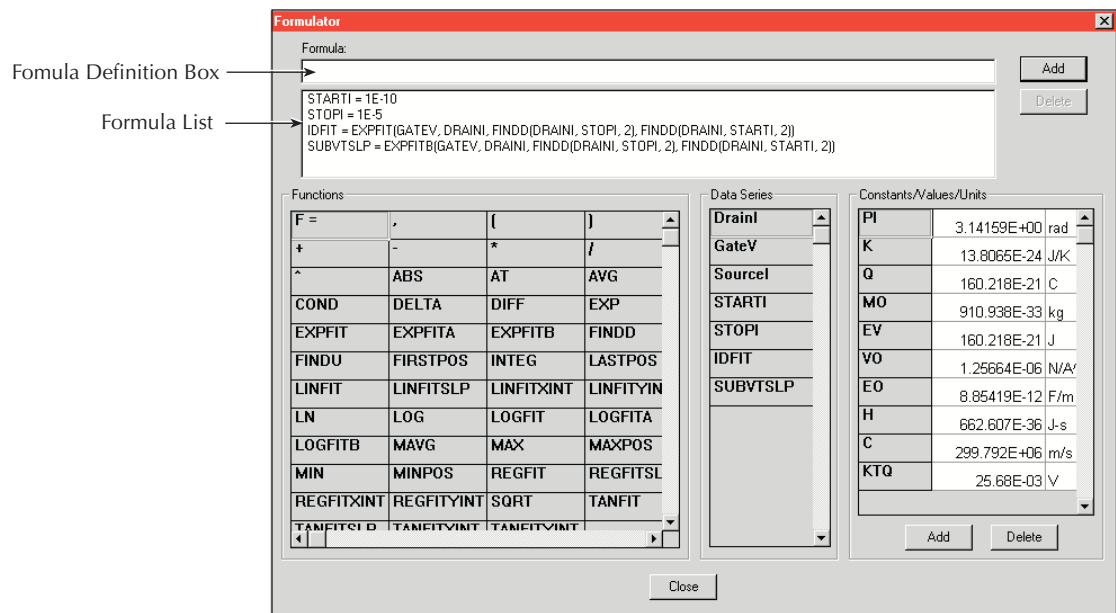 Formulator
Formula:
Fomula Definition Box
Add
Delete
Formula List
STARTI = 1E-10
STOPI = 1E-5
IDFIT = EXPFIT(GATEV, DRAINI, FINDD(DRAINI, STOPI, 2), FINDD(DRAINI, STARTI, 2))
SUBVTSLP = EXPFITB(GATEV, DRAINI, FINDD(DRAINI, STOPI, 2), FINDD(DRAINI, STARTI, 2))
Functions
F = , ( )
+ - * /
^ ABS AT AVG
COND DELTA DIFF EXP
EXPFIT EXPFITA EXPFITB FINDD
FINDU FIRSTPOS INTEG LASTPOS
LINFIT LINFITSLP LINFITXINT LINFITYIN
LN LOG LOGFIT LOGFITA
LOGFITB MAVG MAX MAXPOS
MIN MINPOS REGFIT REGFITSL
REGFITXINT REGFITYINT SQRT TANFIT
TANFITSLP TANFITXINT TANFITYINT
Data Series
DrainI
GateV
SourceI
STARTI
STOPI
IDFIT
SUBVTSLP
Constants/Values/Units
PI 3.14159E+00 rad
K 13.8065E-24 J/K
Q 160.218E-21 C
MO 910.938E-33 kg
EV 160.218E-21 J
VO 1.25664E-06 N/A^
EO 8.85419E-12 F/m
H 662.607E-36 J-s
C 299.792E+06 m/s
KTQ 25.68E-03 V
Add Delete
Close